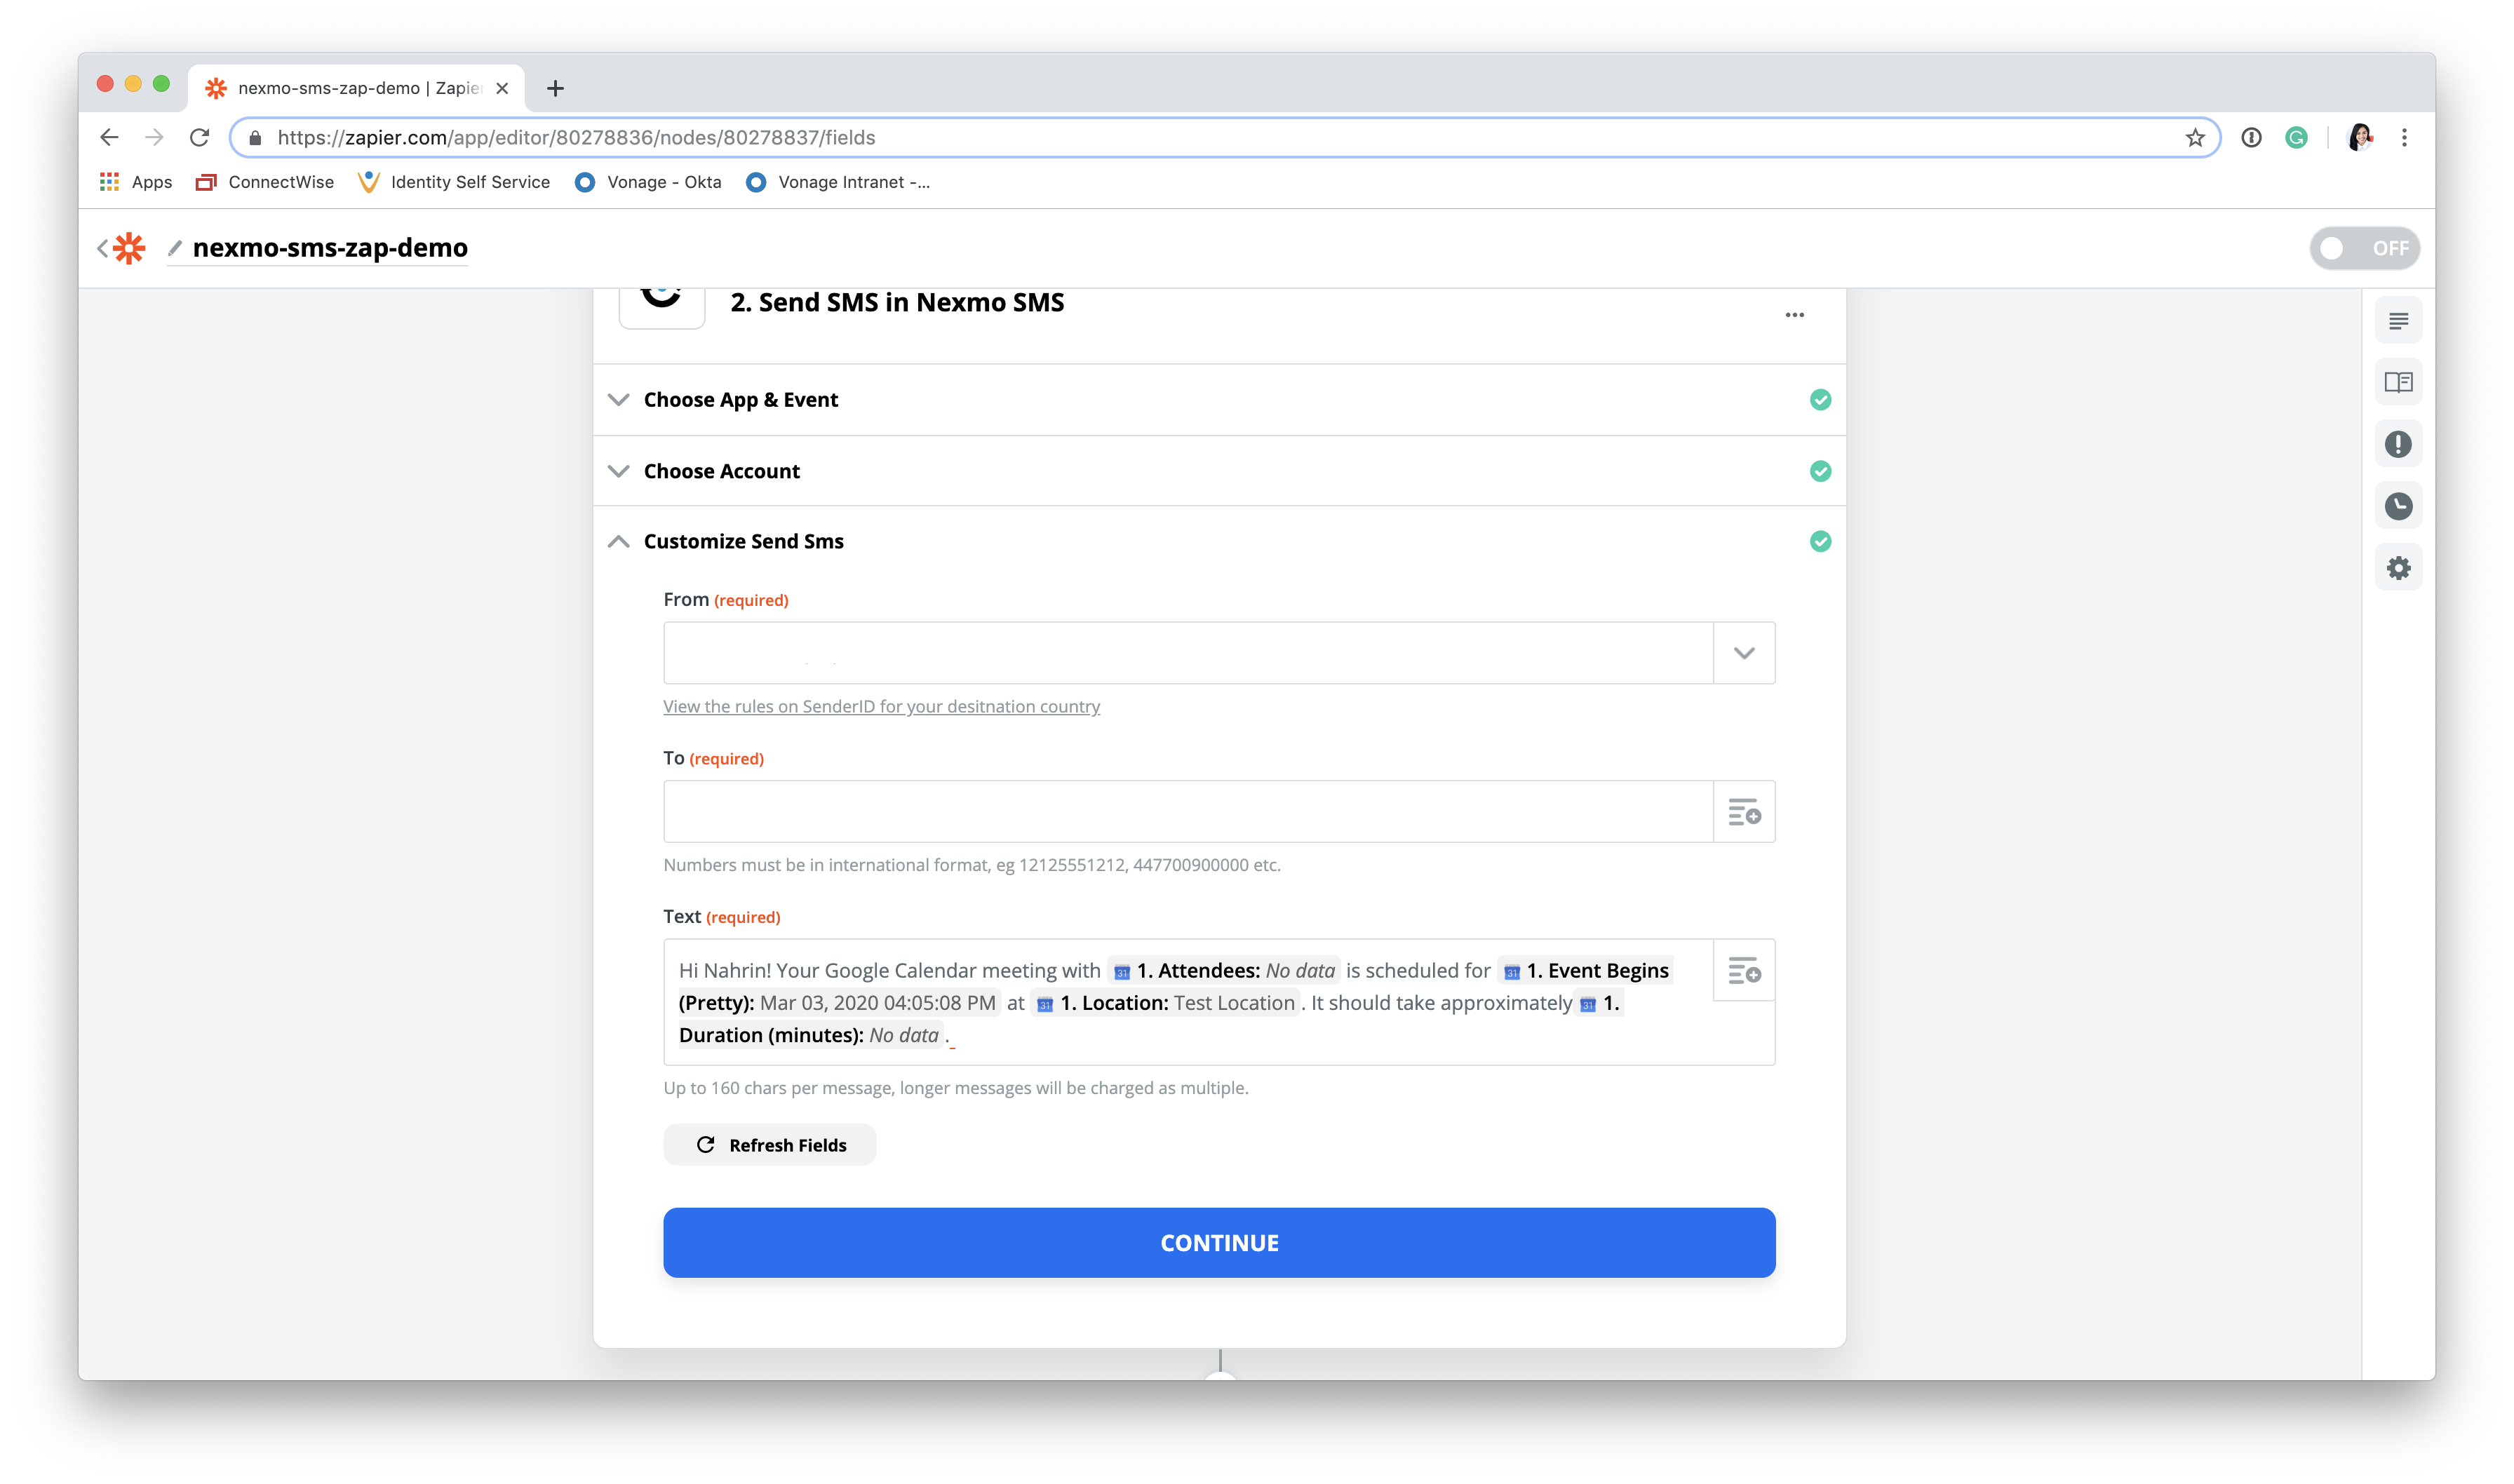 nexmo-sms-zap-demo | Zapier
https://zapier.com/app/editor/80278836/nodes/80278837/fields
Apps ConnectWise Identity Self Service Vonage - Okta Vonage Intranet -...
nexmo-sms-zap-demo OFF
2. Send SMS in Nexmo SMS
Choose App & Event
Choose Account
Customize Send Sms
From (required)
View the rules on SenderID for your desitnation country
To (required)
Numbers must be in international format, eg 12125551212, 447700900000 etc.
Text (required)
Hi Nahrin! Your Google Calendar meeting with 31 1. Attendees: No data is scheduled for 31 1. Event Begins
(Pretty): Mar 03, 2020 04:05:08 PM at 31 1. Location: Test Location . It should take approximately 31 1.
Duration (minutes): No data .
Up to 160 chars per message, longer messages will be charged as multiple.
Refresh Fields
CONTINUE